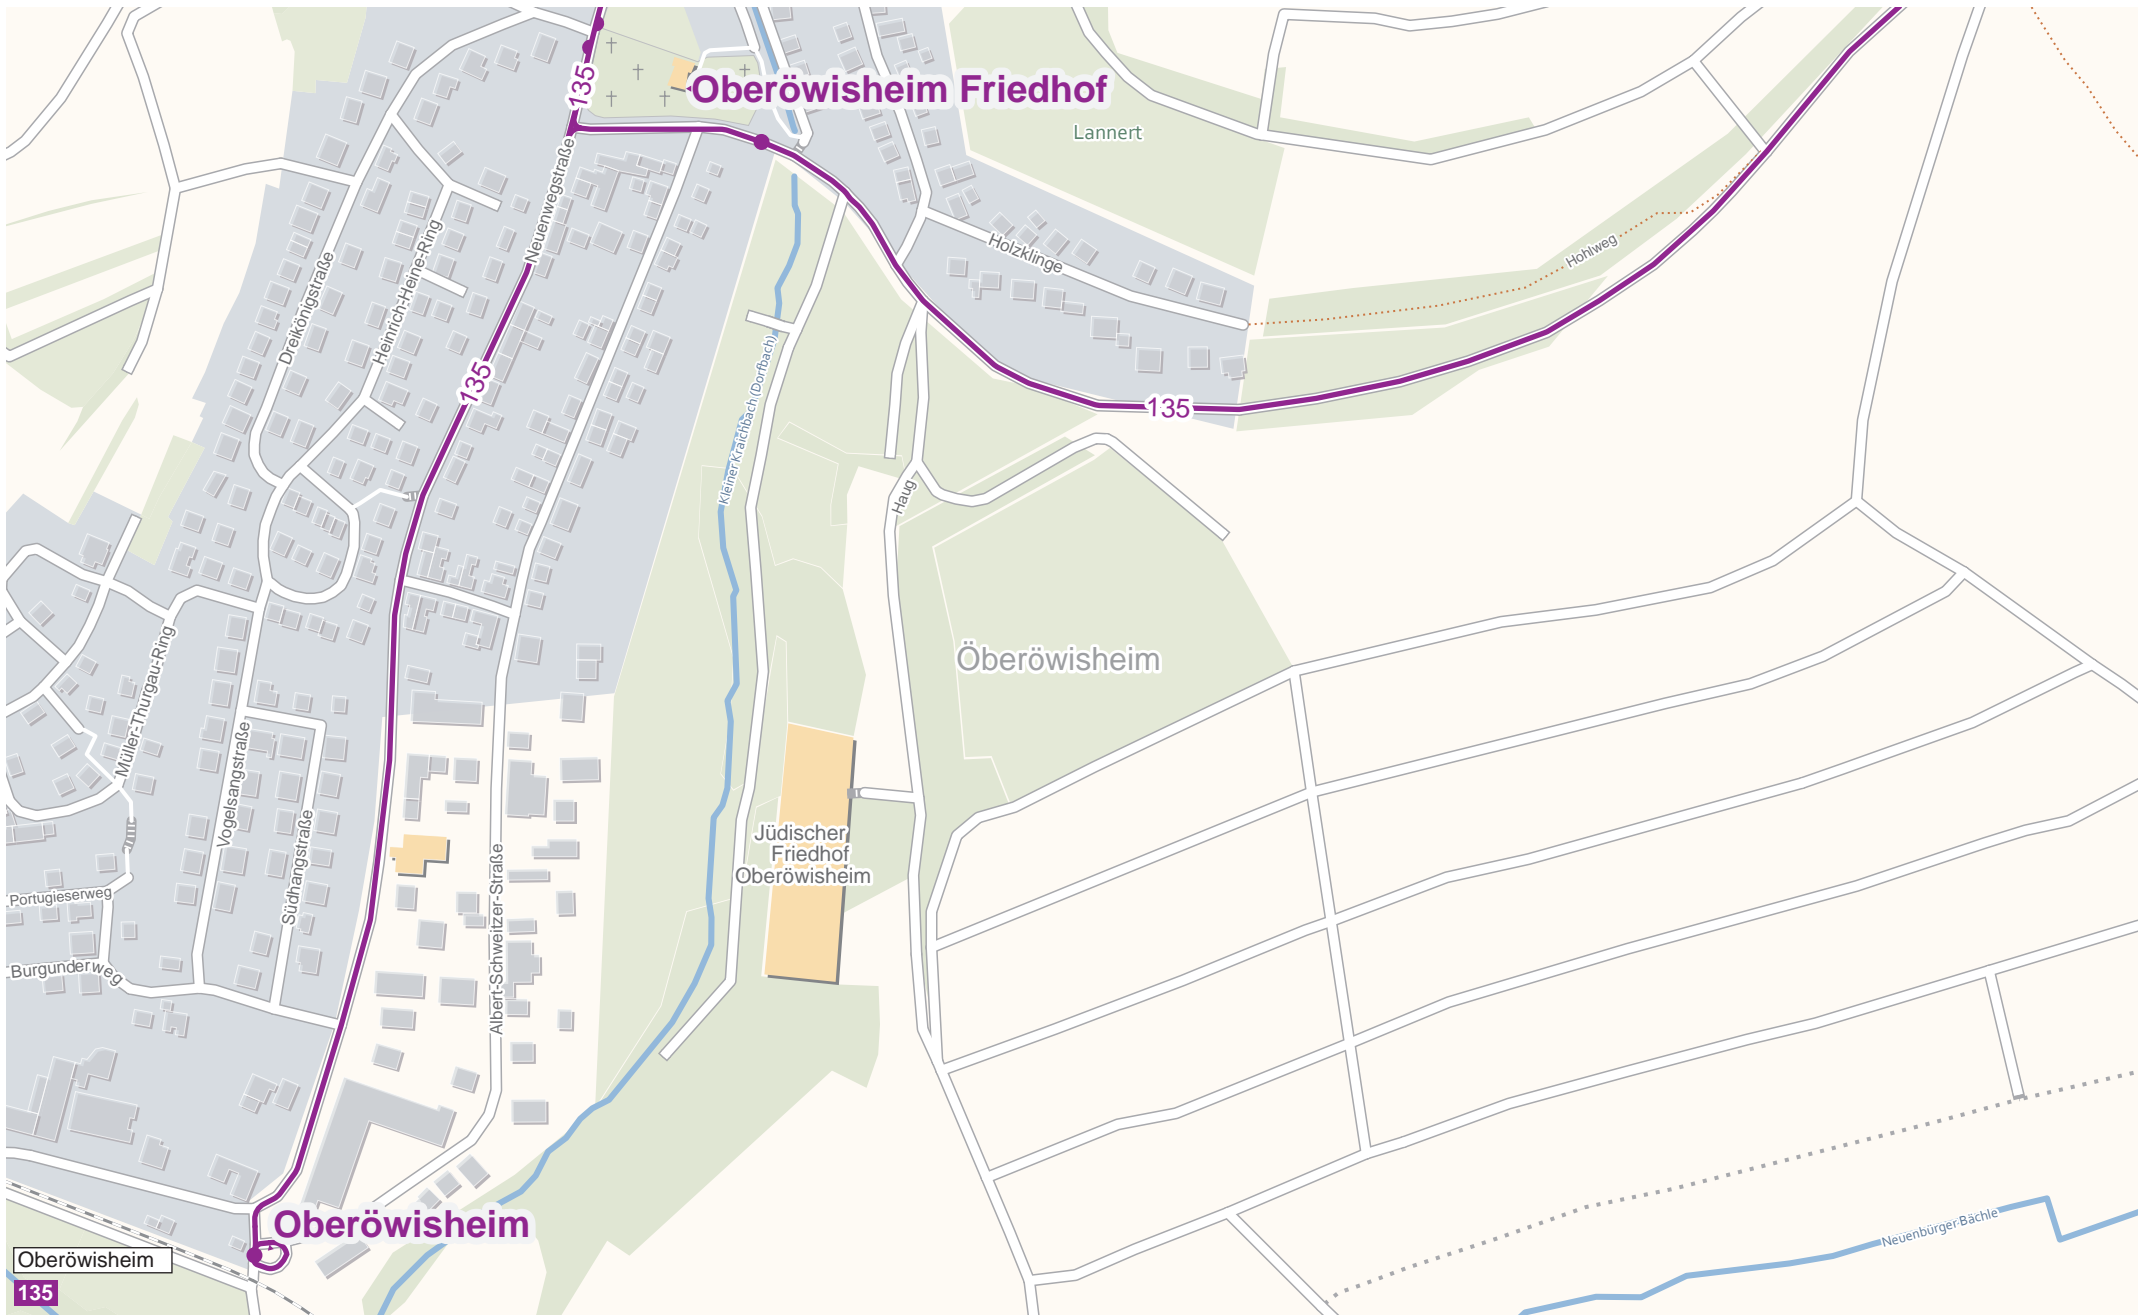 135
Oberöwisheim Friedhof
Lannert
Neuenwegstraße
Holzklinge
Hohlweg
Dreikönigstraße
Heinrich-Heine-Ring
135
Kleiner Kraichbach (Dorfbach)
135
Haug
Öberöwisheim
Müller-Thurgau-Ring
Vogelsangstraße
Südhangstraße
Jüdischer
Friedhof
Oberöwisheim
Portugieserweg
Albert-Schweitzer-Straße
Burgunderweg
Oberöwisheim
Neuenbürger Bächle
Oberöwisheim
135